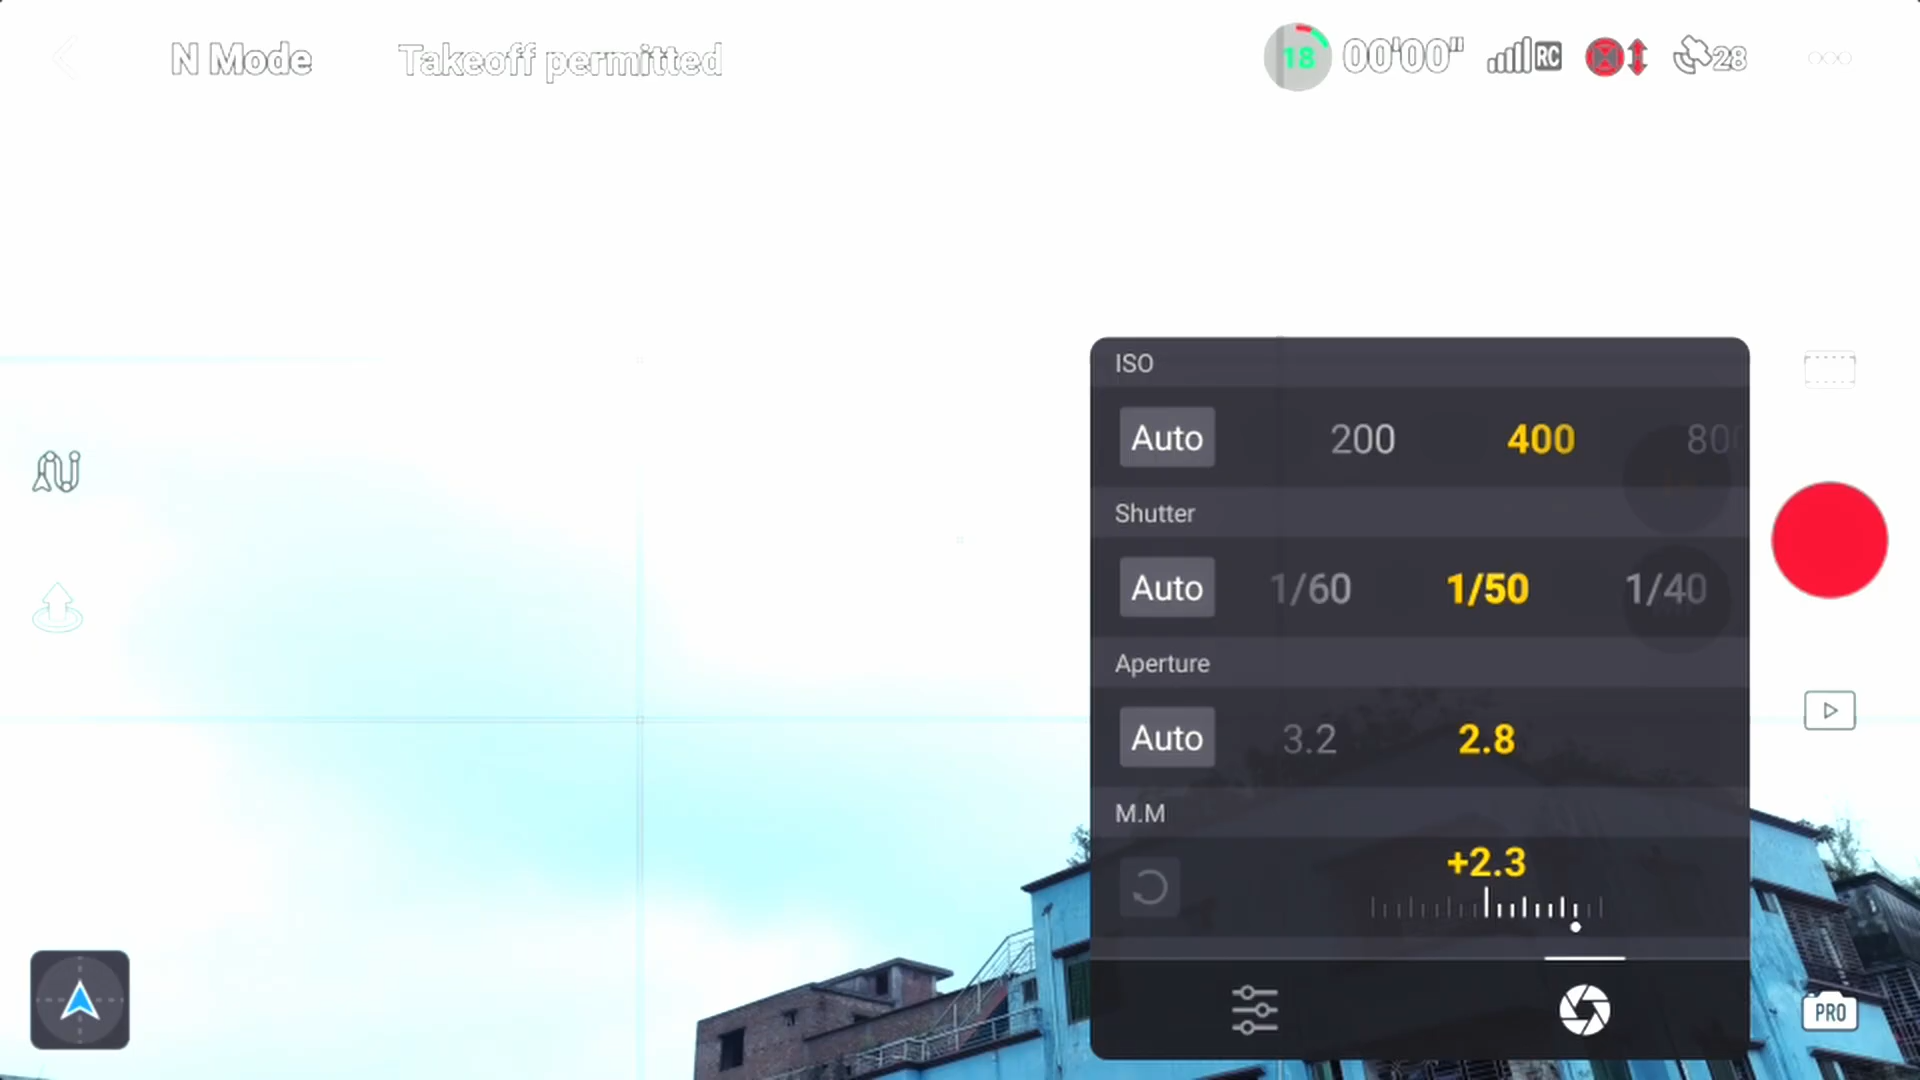 N Mode Takeoff permitted 18 00'00" RC 28
ISO
Auto 200 400 800
Shutter
Auto 1/60 1/50 1/40
Aperture
Auto 3.2 2.8
M.M
+2.3
PRO